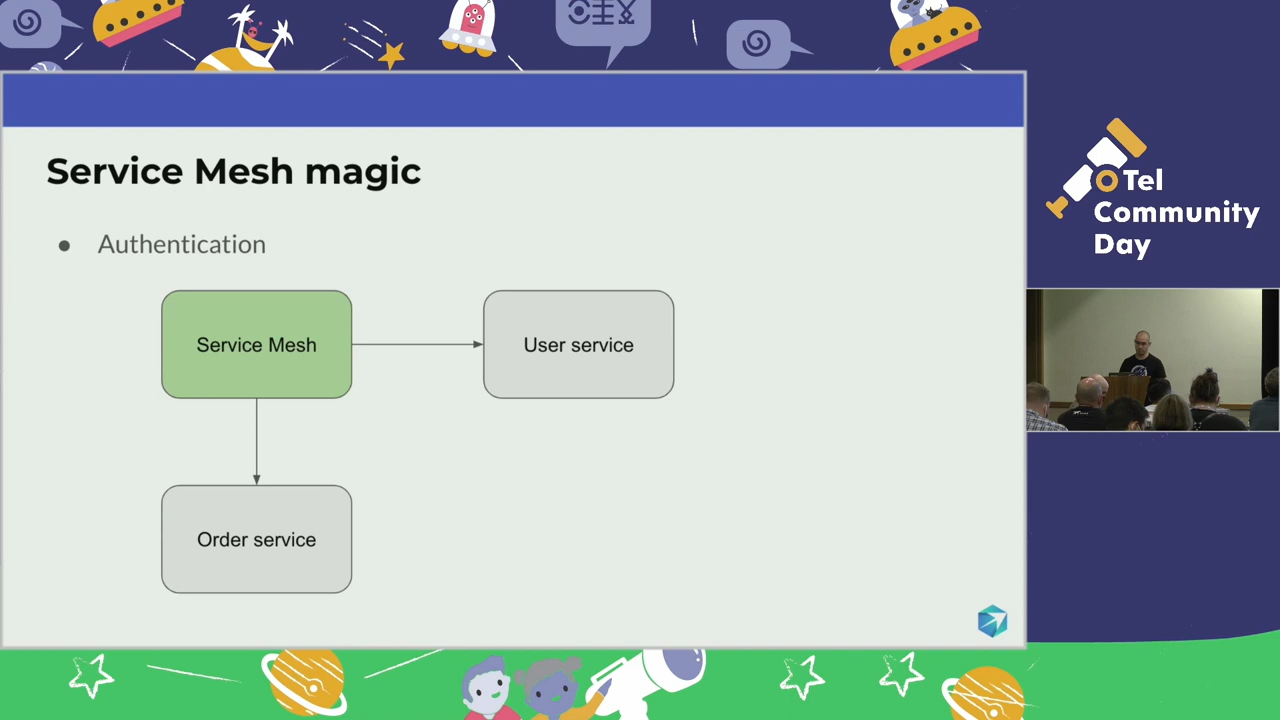 Service Mesh magic
● Authentication
Service Mesh
User service
Order service
OTel
Community
Day